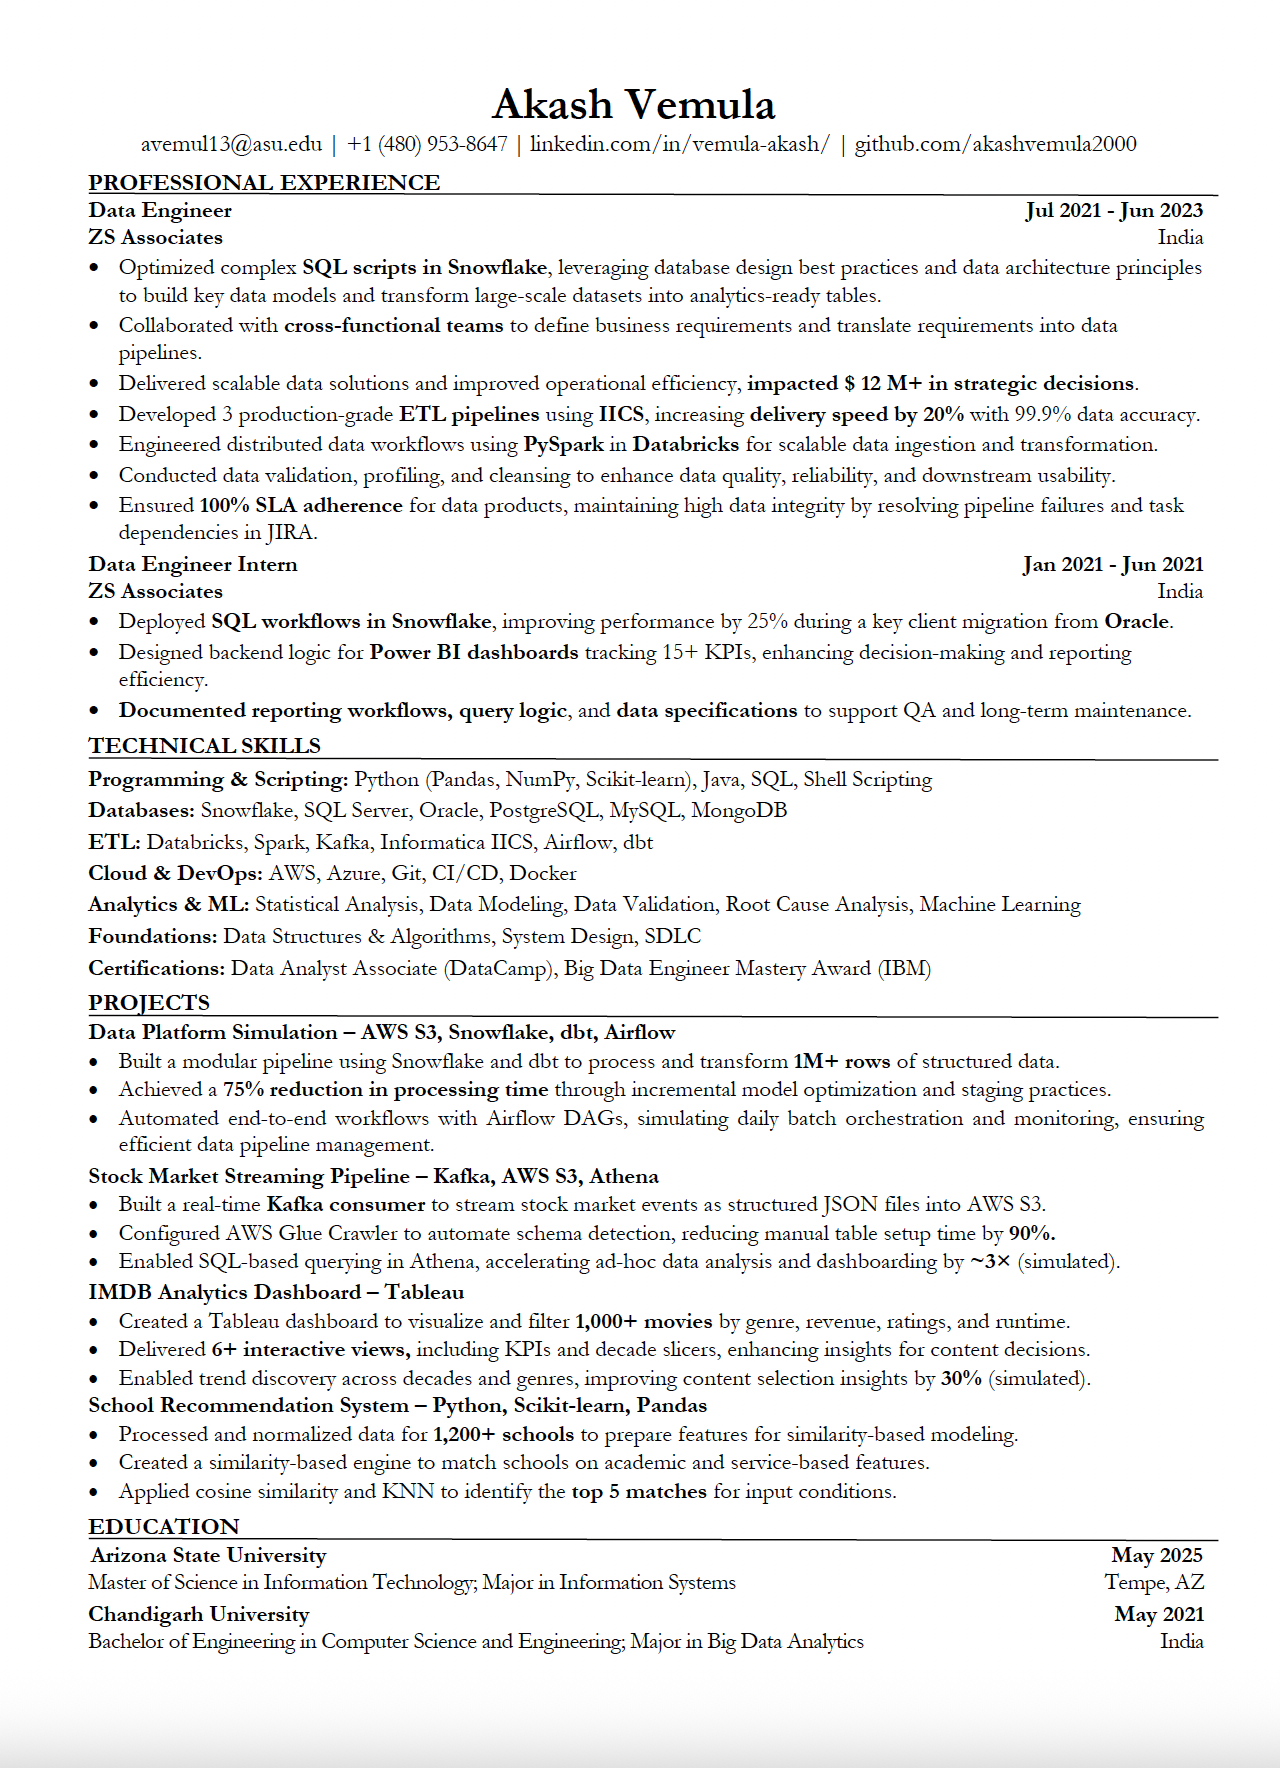 Akash Vemula
avemul13@asu.edu | +1 (480) 953-8647 | linkedin.com/in/vemula-akash/ | github.com/akashvemula2000
PROFESSIONAL EXPERIENCE
Data Engineer Jul 2021 - Jun 2023
ZS Associates India
• Optimized complex SQL scripts in Snowflake, leveraging database design best practices and data architecture principles
to build key data models and transform large-scale datasets into analytics-ready tables.
• Collaborated with cross-functional teams to define business requirements and translate requirements into data
pipelines.
• Delivered scalable data solutions and improved operational efficiency, impacted $ 12 M+ in strategic decisions.
• Developed 3 production-grade ETL pipelines using IICS, increasing delivery speed by 20% with 99.9% data accuracy.
• Engineered distributed data workflows using PySpark in Databricks for scalable data ingestion and transformation.
• Conducted data validation, profiling, and cleansing to enhance data quality, reliability, and downstream usability.
• Ensured 100% SLA adherence for data products, maintaining high data integrity by resolving pipeline failures and task
dependencies in JIRA.
Data Engineer Intern Jan 2021 - Jun 2021
ZS Associates India
• Deployed SQL workflows in Snowflake, improving performance by 25% during a key client migration from Oracle.
• Designed backend logic for Power BI dashboards tracking 15+ KPIs, enhancing decision-making and reporting
efficiency.
• Documented reporting workflows, query logic, and data specifications to support QA and long-term maintenance.
TECHNICAL SKILLS
Programming & Scripting: Python (Pandas, NumPy, Scikit-learn), Java, SQL, Shell Scripting
Databases: Snowflake, SQL Server, Oracle, PostgreSQL, MySQL, MongoDB
ETL: Databricks, Spark, Kafka, Informatica IICS, Airflow, dbt
Cloud & DevOps: AWS, Azure, Git, CI/CD, Docker
Analytics & ML: Statistical Analysis, Data Modeling, Data Validation, Root Cause Analysis, Machine Learning
Foundations: Data Structures & Algorithms, System Design, SDLC
Certifications: Data Analyst Associate (DataCamp), Big Data Engineer Mastery Award (IBM)
PROJECTS
Data Platform Simulation – AWS S3, Snowflake, dbt, Airflow
• Built a modular pipeline using Snowflake and dbt to process and transform 1M+ rows of structured data.
• Achieved a 75% reduction in processing time through incremental model optimization and staging practices.
• Automated end-to-end workflows with Airflow DAGs, simulating daily batch orchestration and monitoring, ensuring
efficient data pipeline management.
Stock Market Streaming Pipeline – Kafka, AWS S3, Athena
• Built a real-time Kafka consumer to stream stock market events as structured JSON files into AWS S3.
• Configured AWS Glue Crawler to automate schema detection, reducing manual table setup time by 90%.
• Enabled SQL-based querying in Athena, accelerating ad-hoc data analysis and dashboarding by ~3× (simulated).
IMDB Analytics Dashboard – Tableau
• Created a Tableau dashboard to visualize and filter 1,000+ movies by genre, revenue, ratings, and runtime.
• Delivered 6+ interactive views, including KPIs and decade slicers, enhancing insights for content decisions.
• Enabled trend discovery across decades and genres, improving content selection insights by 30% (simulated).
School Recommendation System – Python, Scikit-learn, Pandas
• Processed and normalized data for 1,200+ schools to prepare features for similarity-based modeling.
• Created a similarity-based engine to match schools on academic and service-based features.
• Applied cosine similarity and KNN to identify the top 5 matches for input conditions.
EDUCATION
Arizona State University May 2025
Master of Science in Information Technology; Major in Information Systems Tempe, AZ
Chandigarh University May 2021
Bachelor of Engineering in Computer Science and Engineering; Major in Big Data Analytics India